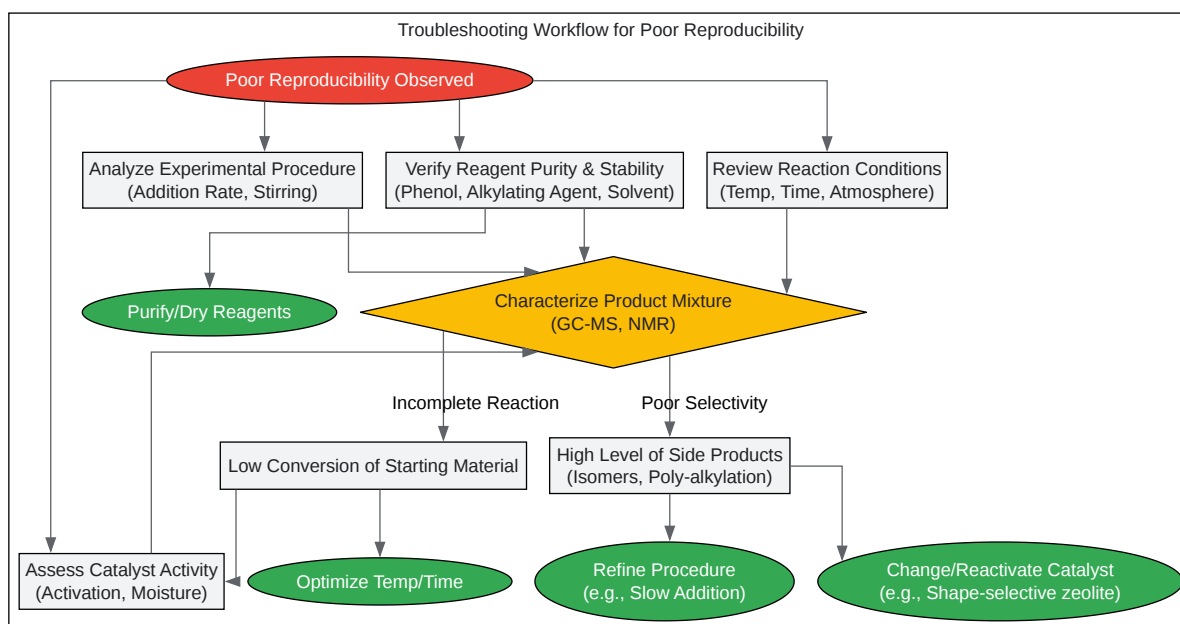 Troubleshooting Workflow for Poor Reproducibility
Poor Reproducibility Observed
Analyze Experimental Procedure
(Addition Rate, Stirring)
Verify Reagent Purity & Stability
(Phenol, Alkylating Agent, Solvent)
Review Reaction Conditions
(Temp, Time, Atmosphere)
Purify/Dry Reagents
Characterize Product Mixture
(GC-MS, NMR)
Incomplete Reaction
Poor Selectivity
Low Conversion of Starting Material
High Level of Side Products
(Isomers, Poly-alkylation)
Assess Catalyst Activity
(Activation, Moisture)
Optimize Temp/Time
Refine Procedure
(e.g., Slow Addition)
Change/Reactivate Catalyst
(e.g., Shape-selective zeolite)